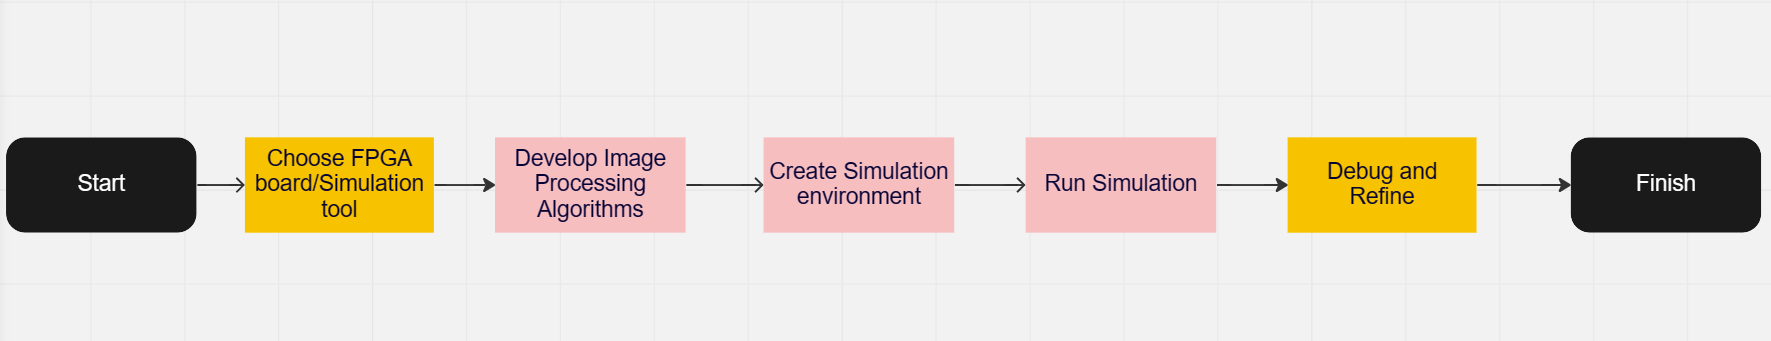 Start
Choose FPGA
board/Simulation
tool
Develop Image
Processing
Algorithms
Create Simulation
environment
Run Simulation
Debug and
Refine
Finish